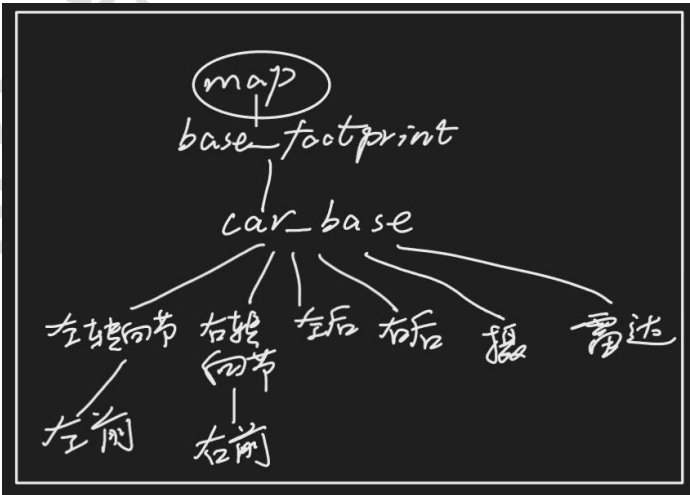 map
base_footprint
car_base
左转向节
右转
向节
左后
右后
摄
雷达
左前
右前